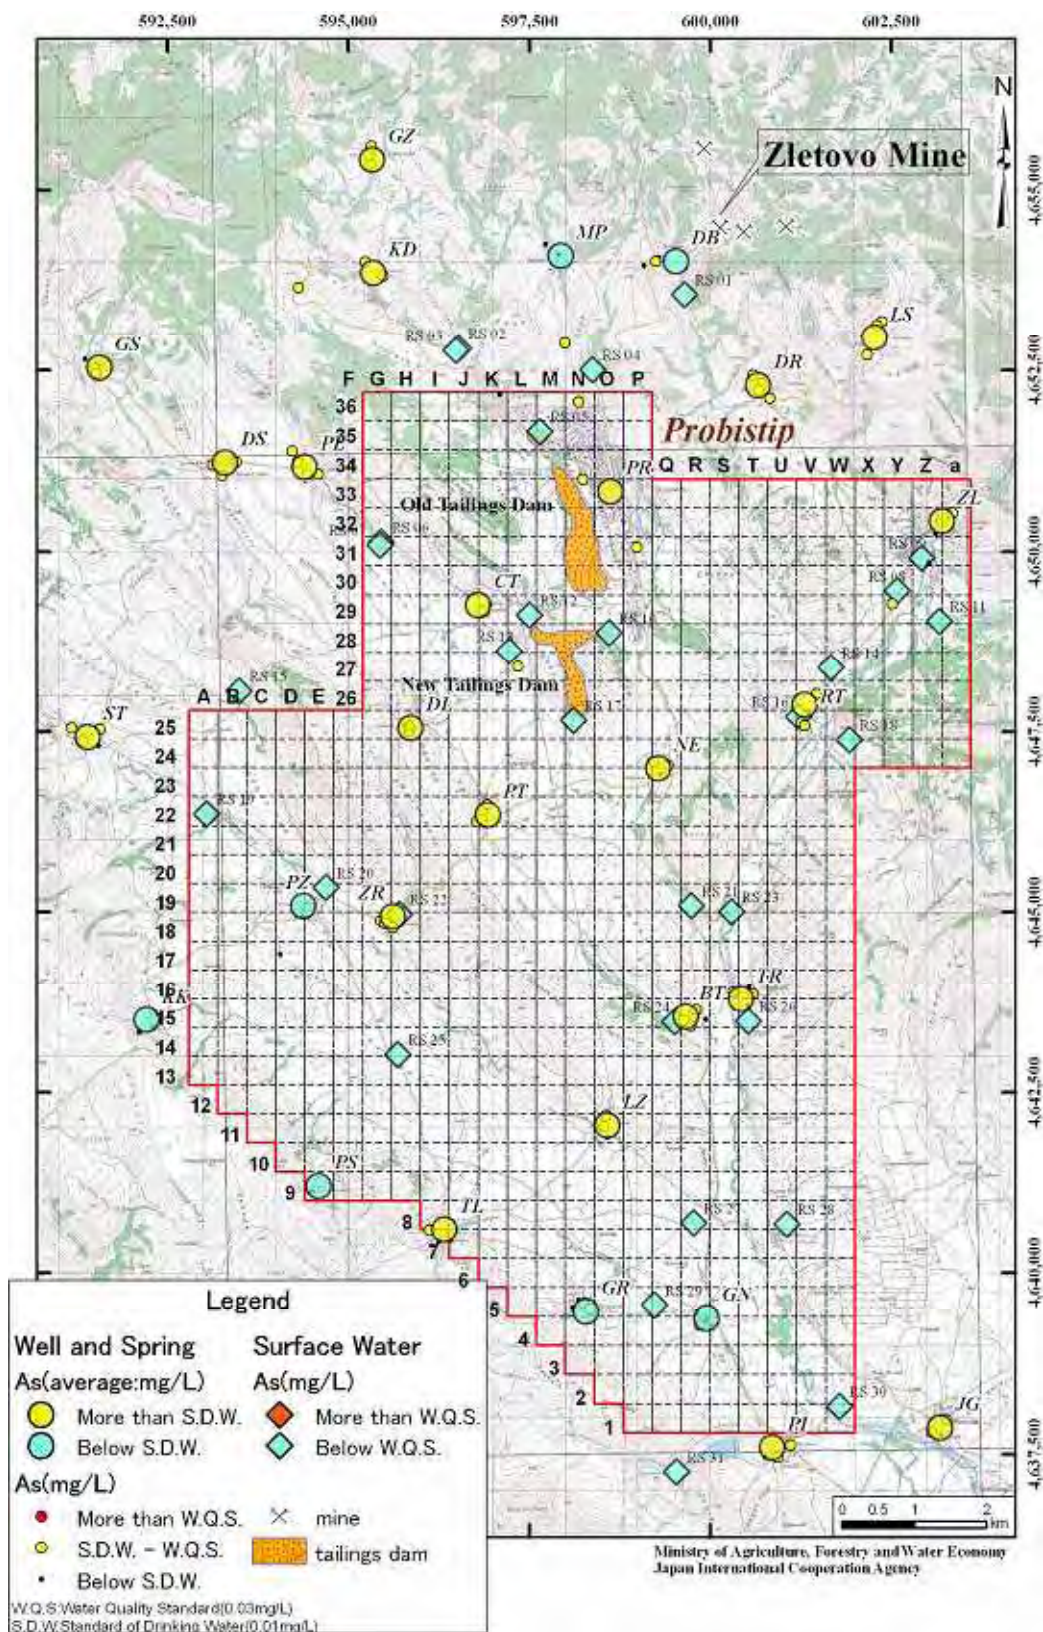 592,500 595,000 597,500 600,000 602,500
N
GZ
Zletovo Mine
4,655,000
MP
DB
KD
RS 01
LS
GS
RS 03 RS 02
RS 04
DR
4,652,500
F G H I J K L M N O P
36
RS 05
35
Probistip
DS
34
PR
Q R S T U V W X Y Z a
33
Old Tailings Dam
ZL
32
31
4,650,000
30
CT
29
RS 12
RS 11
28
RS 14
27
New Tailings Dam
RT
26
RS 15
A B C D E
ST
25
DL
RS 17
RS 16
RS 18
4,647,500
24
NE
23
PT
22
RS 19
21
20
RS 20
PZ
19
ZR
RS 22
RS 21
RS 23
4,645,000
18
17
16
TR
KK
15
BT
RS 24
RS 26
14
RS 25
13
4,642,500
12
LZ
11
10
PS
9
8
TL
RS 27
RS 28
7
6
4,640,000
5
GR
RS 29
GN
4
3
2
RS 30
JG
1
PI
4,637,500
RS 31
Legend
Well and Spring
As(average:mg/L)
More than S.D.W.
Below S.D.W.
As(mg/L)
More than W.Q.S.
S.D.W. - W.Q.S.
Below S.D.W.
Surface Water
As(mg/L)
More than W.Q.S.
Below W.Q.S.
mine
tailings dam
W.Q.S:Water Quality Standard(0.03mg/L)
S.D.W:Standard of Drinking Water(0.01mg/L)
0 0.5 1 2
km
Ministry of Agriculture, Forestry and Water Economy
Japan International Cooperation Agency